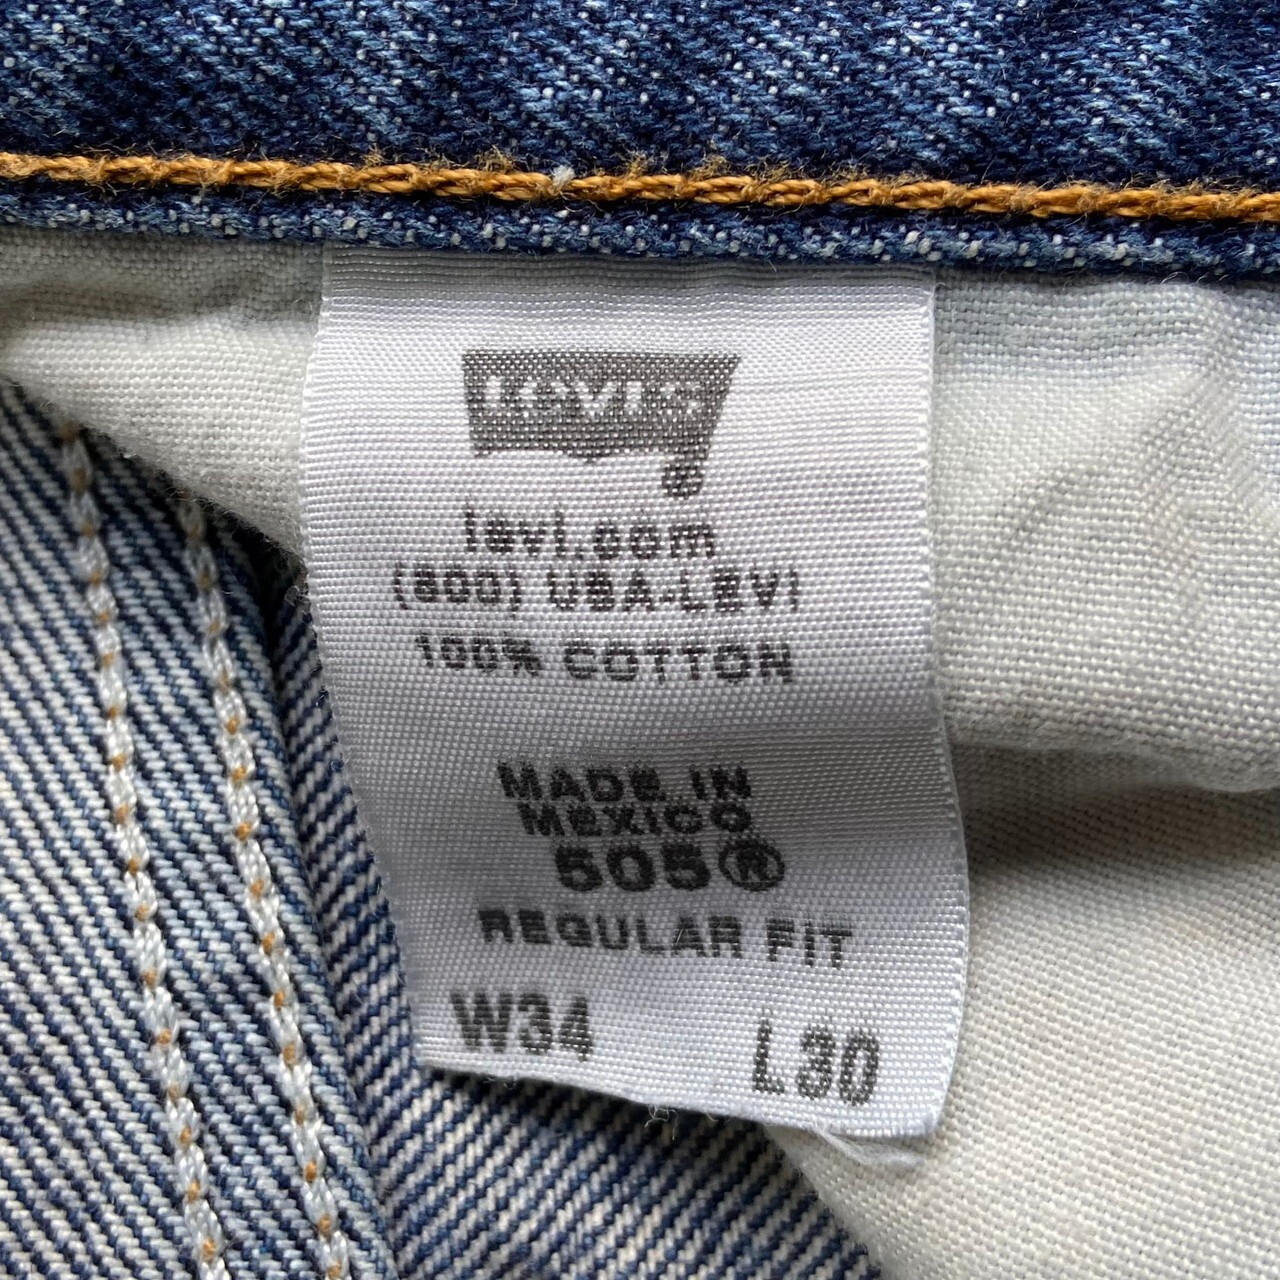 Levi's
®
levi.com
(800) USA-LEVI
100% COTTON
MADE IN
MEXICO
505®
REGULAR FIT
W34 L30